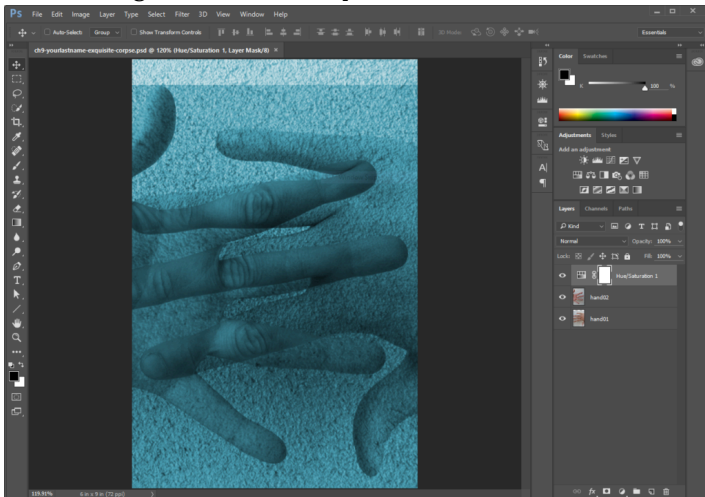 Ps File Edit Image Layer Type Select Filter 3D View Window Help
Auto-Select: Group Show Transform Controls 3D Mode: Essentials
ch9-yourlastname-exquisite-corpse.psd @ 120% (Hue/Saturation 1, Layer Mask/8) ×
Color Swatches
K 100 %
Adjustments Styles
Add an adjustment
Layers Channels Paths
Kind
Normal Opacity: 100%
Lock: Fill: 100%
Hue/Saturation 1
hand02
hand01
119.91% 6 in x 9 in (72 ppi)